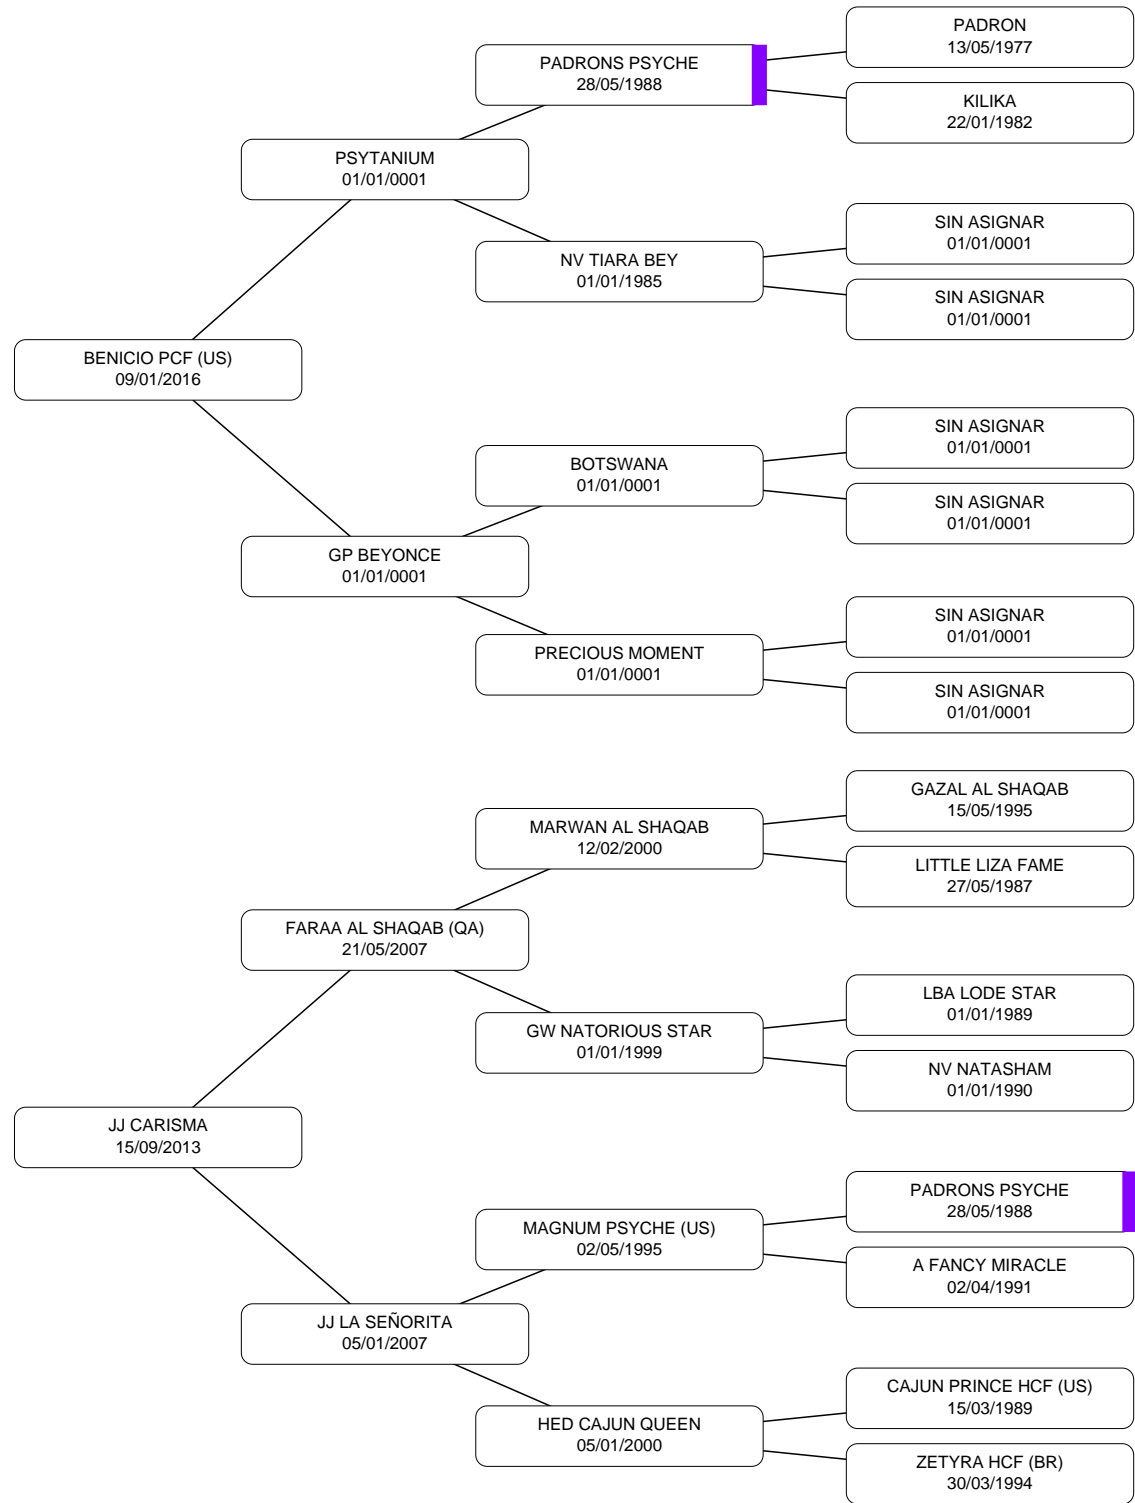 PADRON
13/05/1977
PADRONS PSYCHE
28/05/1988
KILIKA
22/01/1982
PSYTANIUM
01/01/0001
SIN ASIGNAR
01/01/0001
NV TIARA BEY
01/01/1985
SIN ASIGNAR
01/01/0001
BENICIO PCF (US)
09/01/2016
SIN ASIGNAR
01/01/0001
BOTSWANA
01/01/0001
SIN ASIGNAR
01/01/0001
GP BEYONCE
01/01/0001
SIN ASIGNAR
01/01/0001
PRECIOUS MOMENT
01/01/0001
SIN ASIGNAR
01/01/0001
GAZAL AL SHAQAB
15/05/1995
MARWAN AL SHAQAB
12/02/2000
LITTLE LIZA FAME
27/05/1987
FARAA AL SHAQAB (QA)
21/05/2007
LBA LODE STAR
01/01/1989
GW NATORIOUS STAR
01/01/1999
NV NATASHAM
01/01/1990
JJ CARISMA
15/09/2013
PADRONS PSYCHE
28/05/1988
MAGNUM PSYCHE (US)
02/05/1995
A FANCY MIRACLE
02/04/1991
JJ LA SEÑORITA
05/01/2007
CAJUN PRINCE HCF (US)
15/03/1989
HED CAJUN QUEEN
05/01/2000
ZETYRA HCF (BR)
30/03/1994